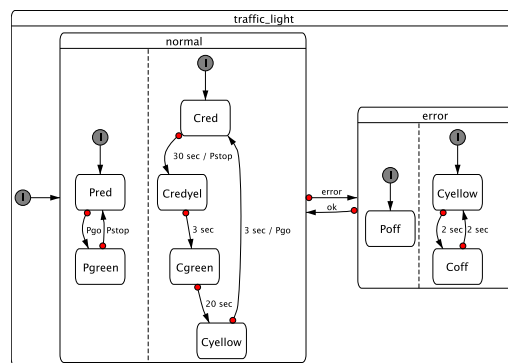 traffic_light
normal
error
I
I
I
I
I
I
Cred
30 sec / Pstop
Pred
Credyel
Cyellow
error
ok
Pgo
Pstop
3 sec
3 sec / Pgo
Poff
2 sec
2 sec
Pgreen
Cgreen
Coff
20 sec
Cyellow